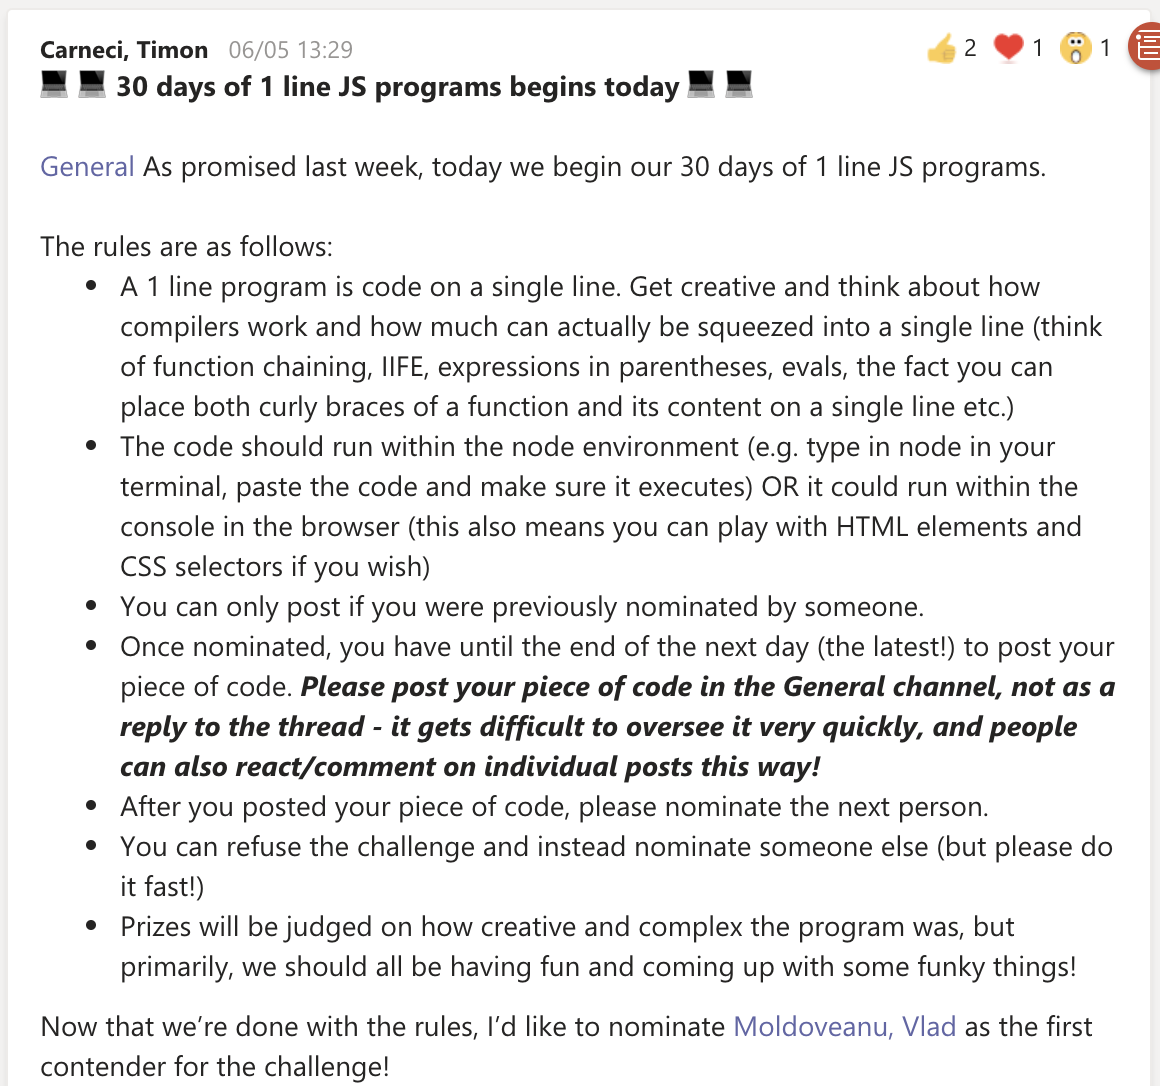 Carneci, Timon 06/05 13:29
2 1 1
💻 💻 30 days of 1 line JS programs begins today 💻 💻
General As promised last week, today we begin our 30 days of 1 line JS programs.
The rules are as follows:
• A 1 line program is code on a single line. Get creative and think about how
compilers work and how much can actually be squeezed into a single line (think
of function chaining, IIFE, expressions in parentheses, evals, the fact you can
place both curly braces of a function and its content on a single line etc.)
• The code should run within the node environment (e.g. type in node in your
terminal, paste the code and make sure it executes) OR it could run within the
console in the browser (this also means you can play with HTML elements and
CSS selectors if you wish)
• You can only post if you were previously nominated by someone.
• Once nominated, you have until the end of the next day (the latest!) to post your
piece of code. Please post your piece of code in the General channel, not as a
reply to the thread - it gets difficult to oversee it very quickly, and people
can also react/comment on individual posts this way!
• After you posted your piece of code, please nominate the next person.
• You can refuse the challenge and instead nominate someone else (but please do
it fast!)
• Prizes will be judged on how creative and complex the program was, but
primarily, we should all be having fun and coming up with some funky things!
Now that we’re done with the rules, I’d like to nominate Moldoveanu, Vlad as the first
contender for the challenge!